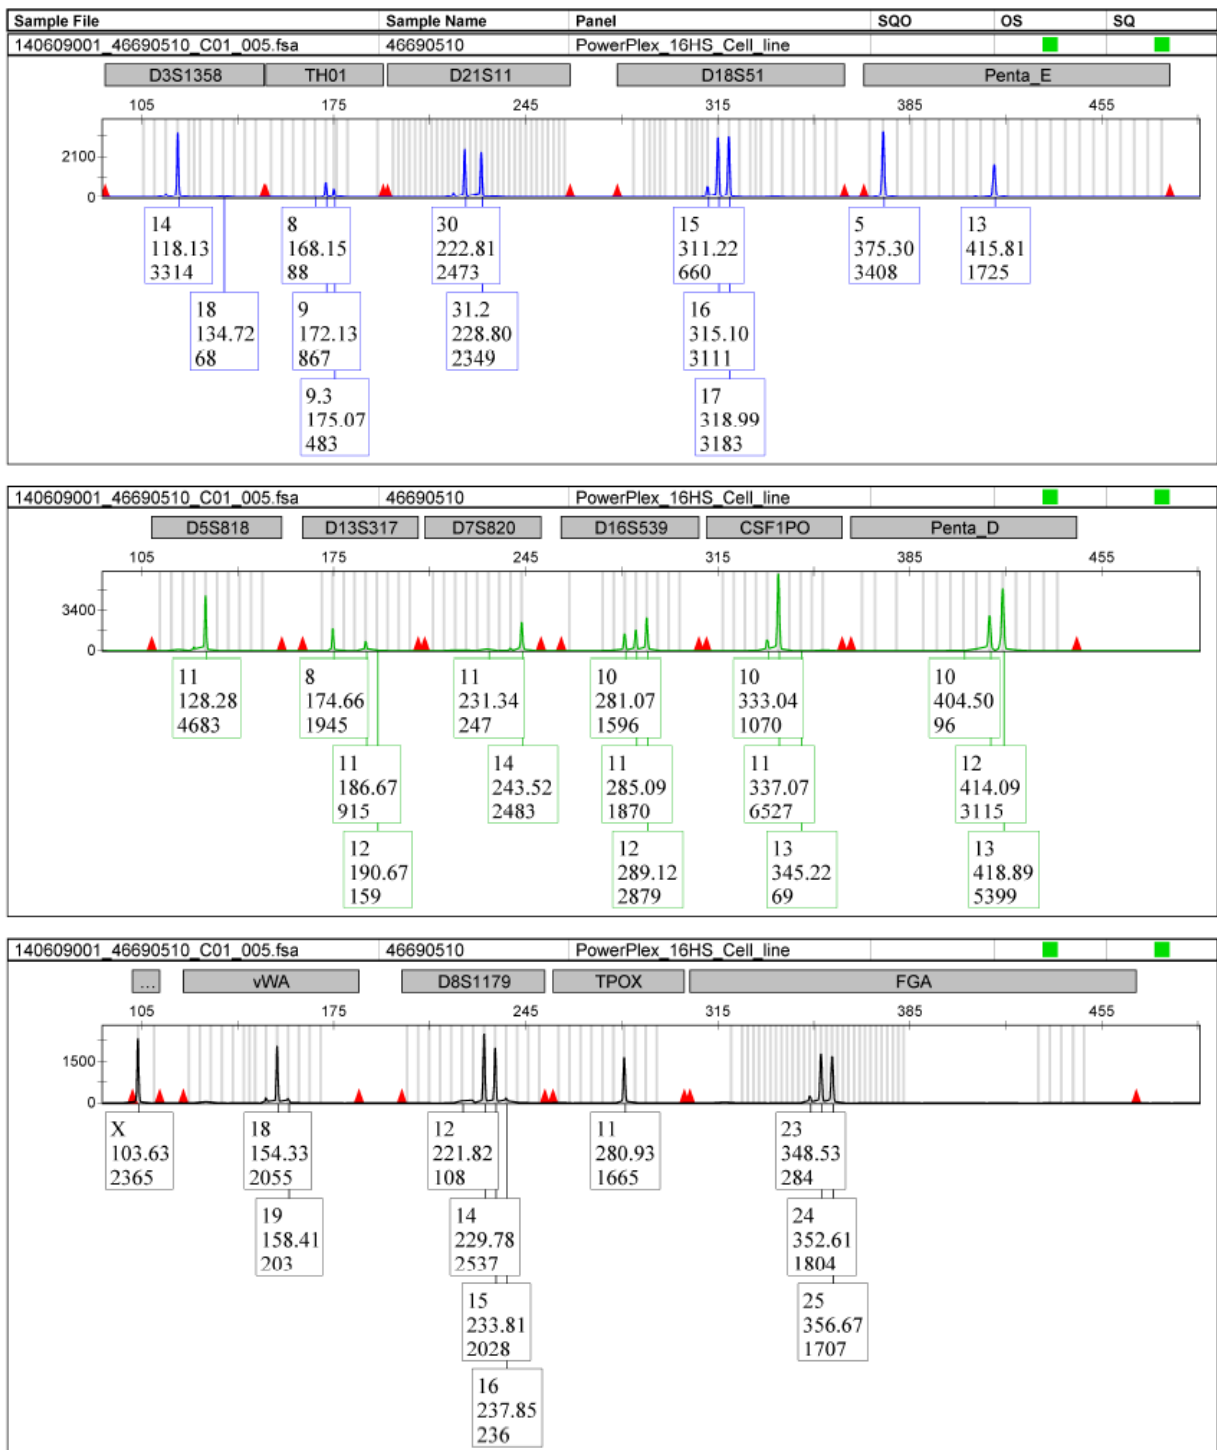 Sample File Sample Name Panel SQO OS SQ
140609001_46690510_C01_005.fsa 46690510 PowerPlex_16HS_Cell_line
D3S1358 TH01 D21S11 D18S51 Penta_E
105 175 245 315 385 455
2100
0
14 8 30 15 5 13
118.13 168.15 222.81 311.22 375.30 415.81
3314 88 2473 660 3408 1725
18 9 31.2 16
134.72 172.13 228.80 315.10
68 867 2349 3111
9.3 17
175.07 318.99
483 3183
140609001_46690510_C01_005.fsa 46690510 PowerPlex_16HS_Cell_line
D5S818 D13S317 D7S820 D16S539 CSF1PO Penta_D
105 175 245 315 385 455
3400
0
11 8 11 10 10 10
128.28 174.66 231.34 281.07 333.04 404.50
4683 1945 247 1596 1070 96
11 14 11 11 12
186.67 243.52 285.09 337.07 414.09
915 2483 1870 6527 3115
12 12 13 13
190.67 289.12 345.22 418.89
159 2879 69 5399
140609001_46690510_C01_005.fsa 46690510 PowerPlex_16HS_Cell_line
... vWA D8S1179 TPOX FGA
105 175 245 315 385 455
1500
0
X 18 12 11 23
103.63 154.33 221.82 280.93 348.53
2365 2055 108 1665 284
19 14 24
158.41 229.78 352.61
203 2537 1804
15 25
233.81 356.67
2028 1707
16
237.85
236